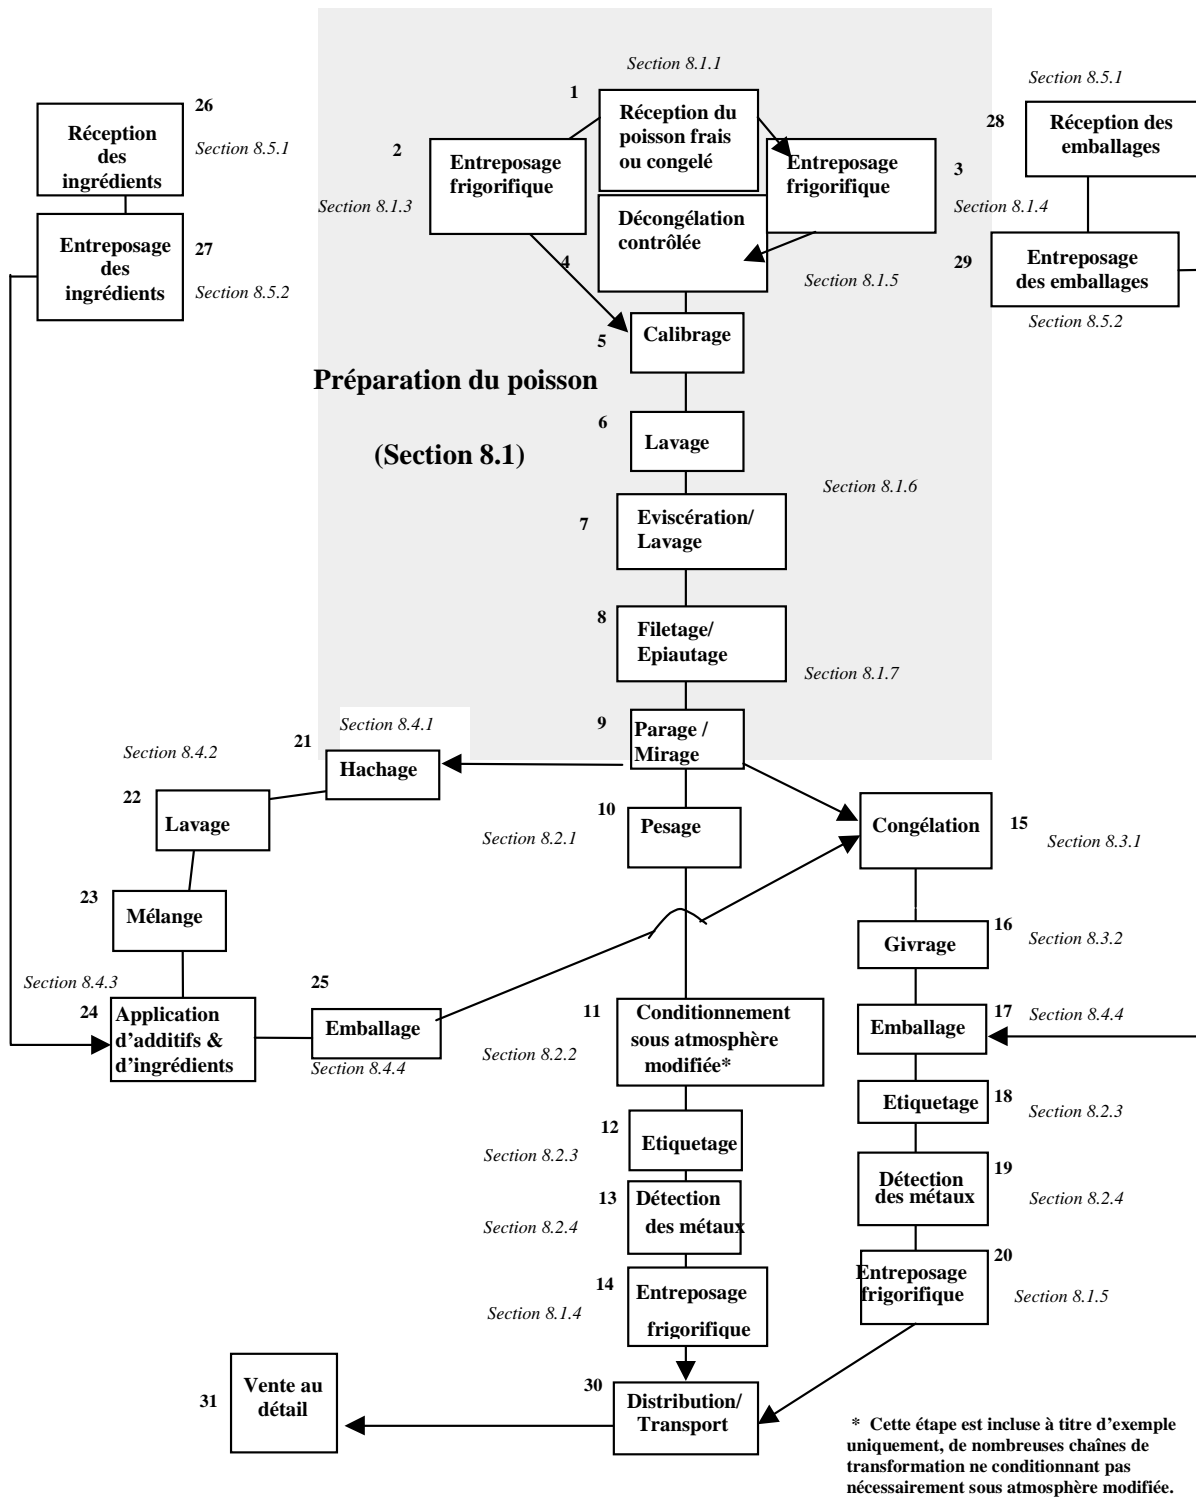 Section 8.1.1
1
Réception du
poisson frais
ou congelé
2
Entreposage
frigorifique
Section 8.1.3
Entreposage
frigorifique
3
Section 8.1.4
Décongélation
contrôlée
4
Section 8.1.5
5
Calibrage
Préparation du poisson
(Section 8.1)
6
Lavage
Section 8.1.6
7
Eviscération/
Lavage
8
Filetage/
Epiautage
Section 8.1.7
9
Parage /
Mirage
26
Réception
des
ingrédients
Section 8.5.1
27
Entreposage
des
ingrédients
Section 8.5.2
Section 8.5.1
28
Réception des
emballages
29
Entreposage
des emballages
Section 8.5.2
Section 8.4.1
21
Hachage
Section 8.4.2
22
Lavage
23
Mélange
Section 8.4.3
24
Application
d’additifs &
d’ingrédients
25
Emballage
Section 8.4.4
10
Pesage
Section 8.2.1
11
Conditionnement
sous atmosphère
modifiée*
Section 8.2.2
12
Etiquetage
Section 8.2.3
13
Détection
des métaux
Section 8.2.4
14
Entreposage
frigorifique
Section 8.1.4
Congélation
15
Section 8.3.1
16
Givrage
Section 8.3.2
17
Emballage
Section 8.4.4
18
Etiquetage
Section 8.2.3
19
Détection
des métaux
Section 8.2.4
20
Entreposage
frigorifique
Section 8.1.5
30
Distribution/
Transport
31
Vente au
détail
* Cette étape est incluse à titre d’exemple
uniquement, de nombreuses chaînes de
transformation ne conditionnant pas
nécessairement sous atmosphère modifiée.